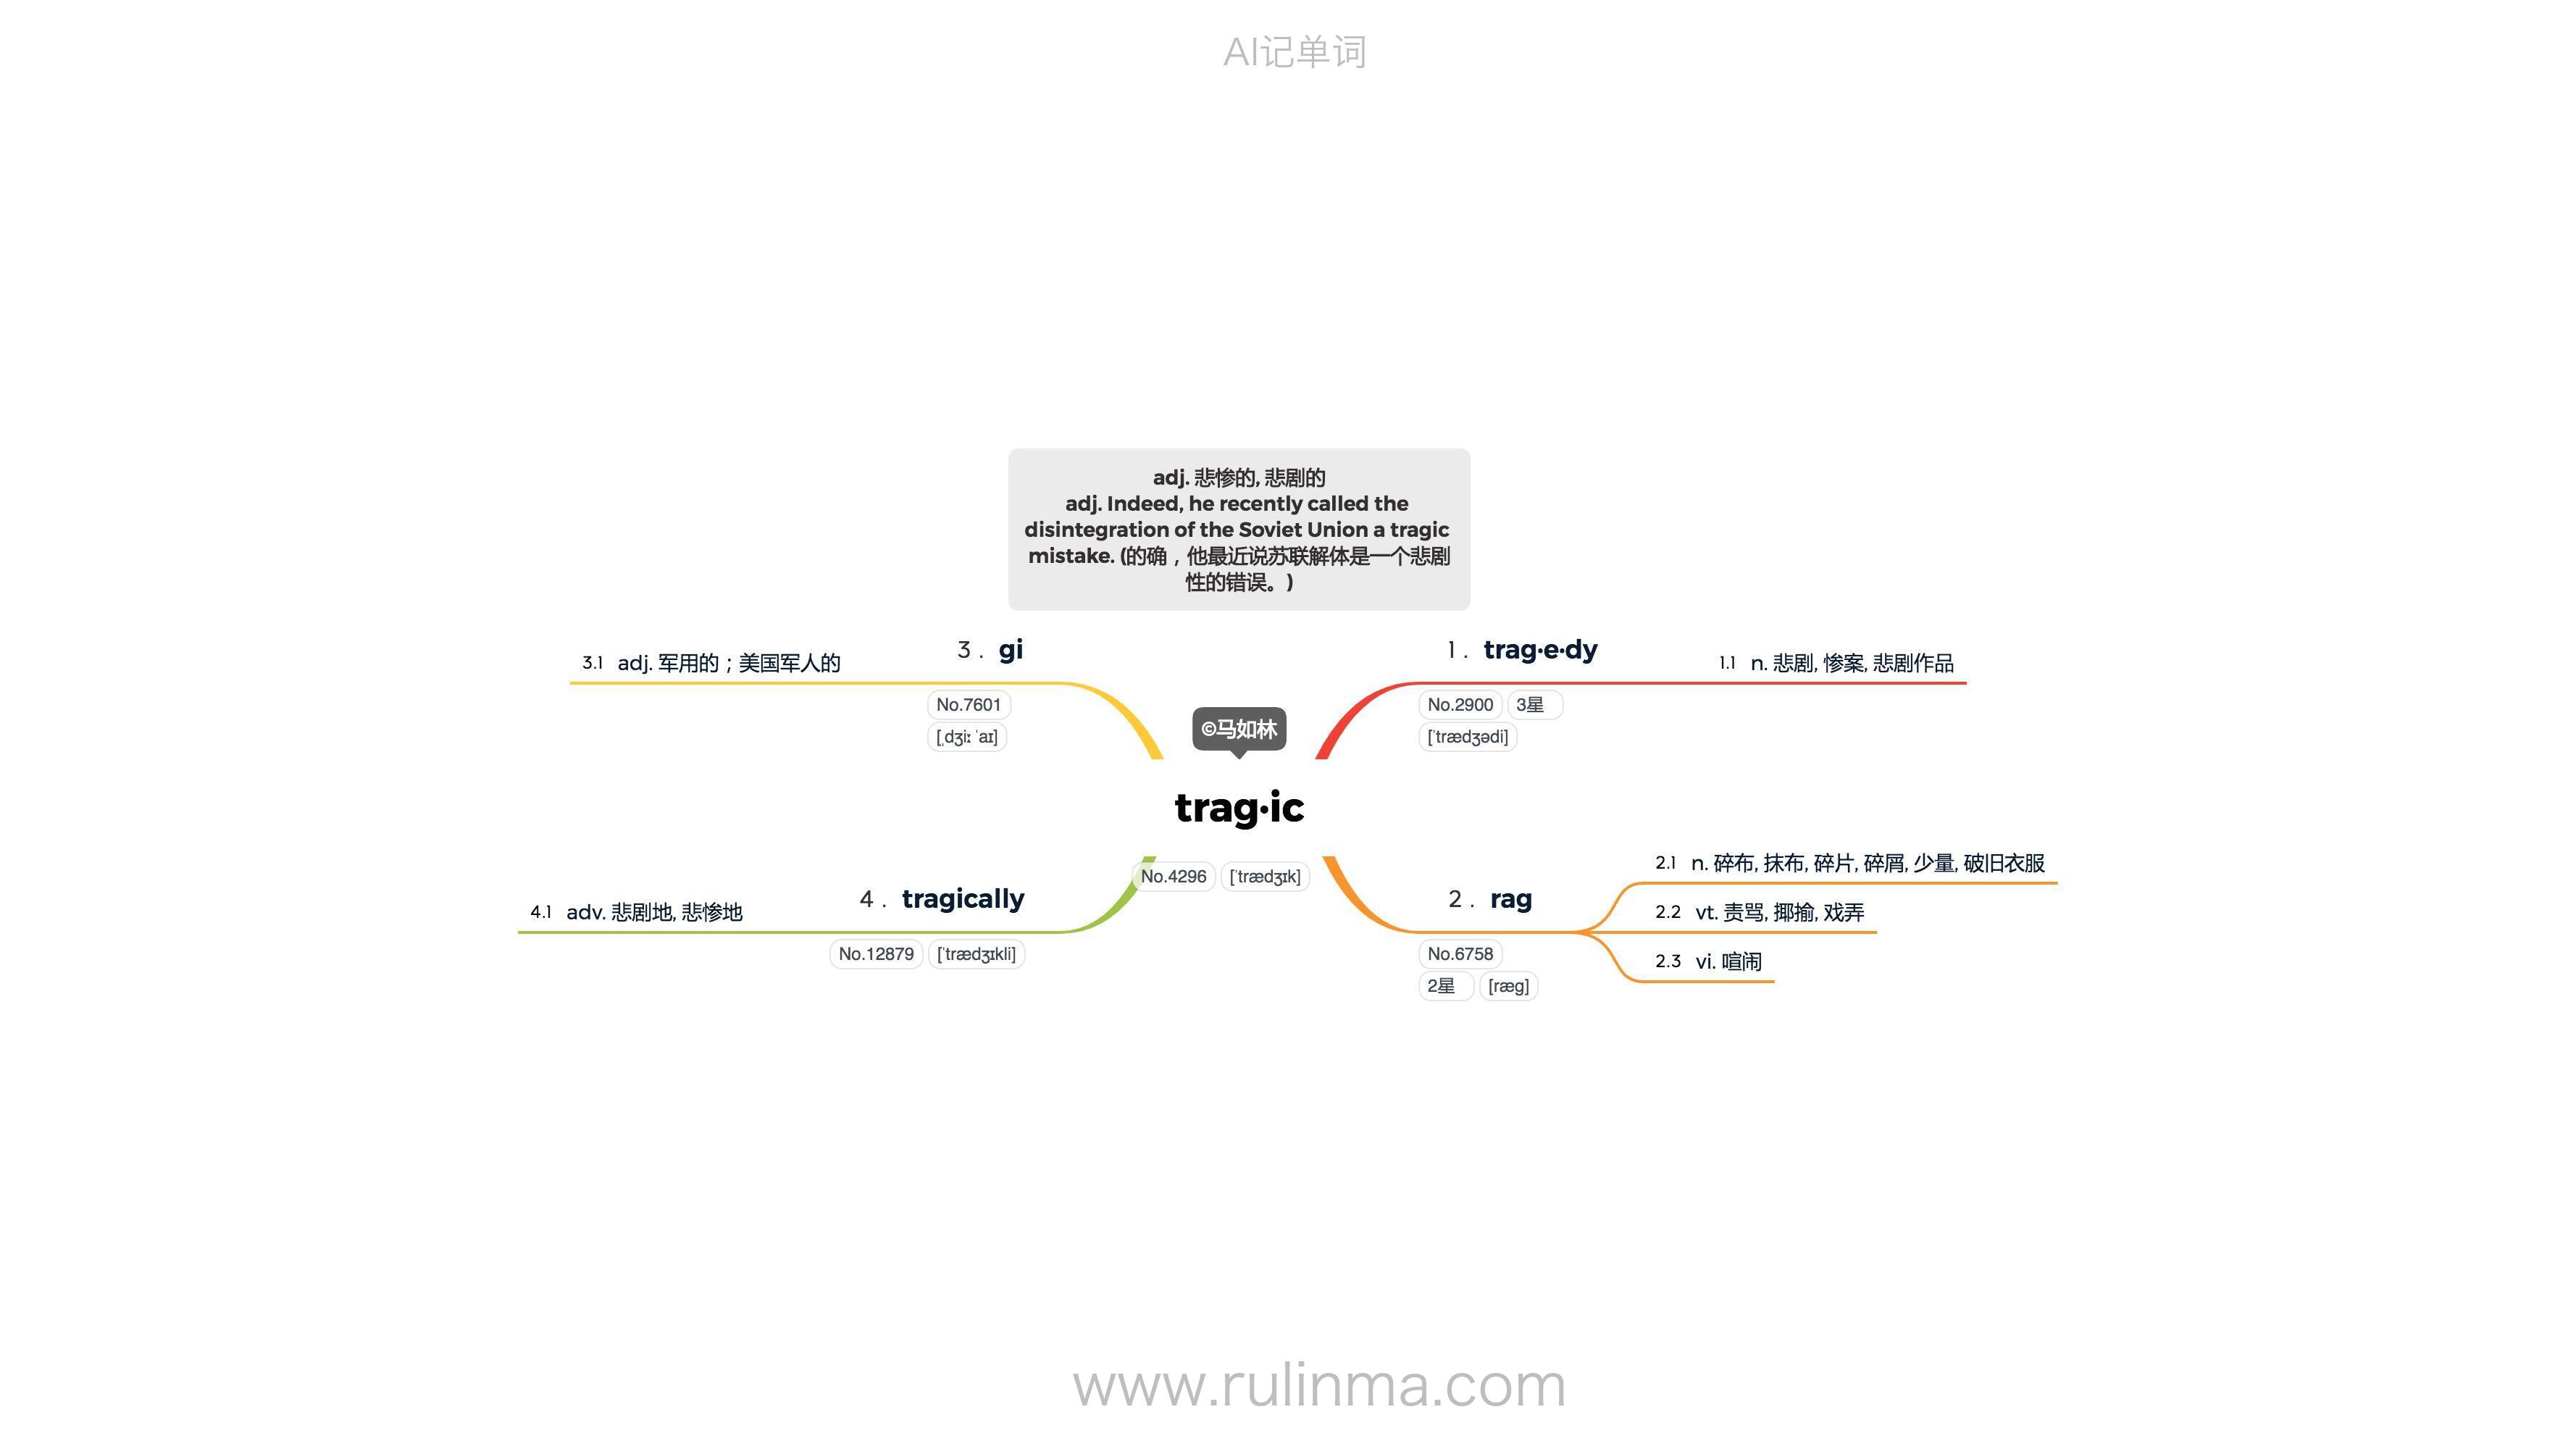 AI记单词
adj. 悲惨的, 悲剧的
adj. Indeed, he recently called the
disintegration of the Soviet Union a tragic
mistake. (的确，他最近说苏联解体是一个悲剧
性的错误。)
©马如林
trag·ic
No.4296 [ˈtrædʒɪk]
1. trag·e·dy
No.2900 3星
[ˈtrædʒədi]
1.1 n. 悲剧, 惨案, 悲剧作品
2. rag
No.6758
2星 [ræg]
2.1 n. 碎布, 抹布, 碎片, 碎屑, 少量, 破旧衣服
2.2 vt. 责骂, 揶揄, 戏弄
2.3 vi. 喧闹
3. gi
No.7601
[ˌdʒiː ˈaɪ]
3.1 adj. 军用的；美国军人的
4. tragically
No.12879 [ˈtrædʒɪkli]
4.1 adv. 悲剧地, 悲惨地
www.rulinma.com